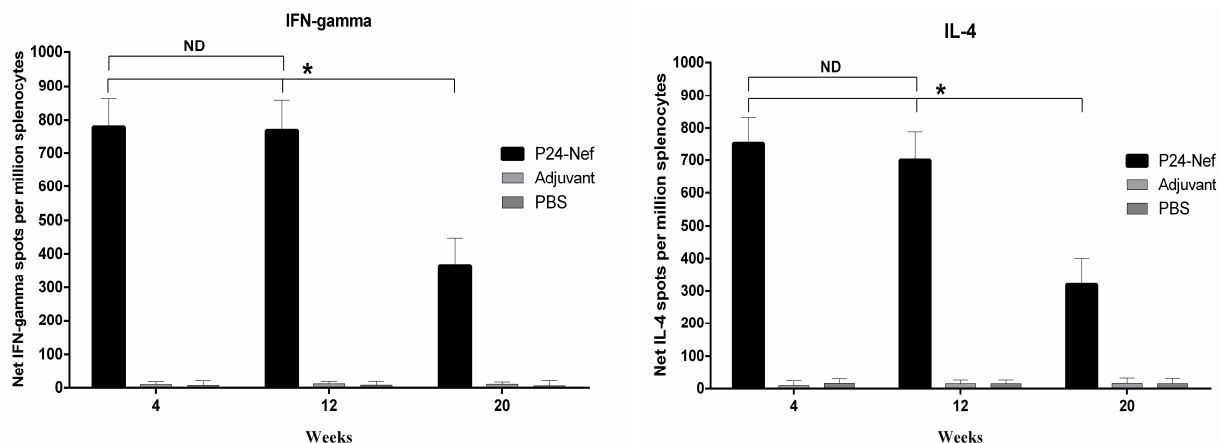 IFN-gamma
ND
*
Net IFN-gamma spots per million splenocytes
1000
900
800
700
600
500
400
300
200
100
0
P24-Nef
Adjuvant
PBS
4 12 20
Weeks
IL-4
ND
*
Net IL-4 spots per million splenocytes
1000
900
800
700
600
500
400
300
200
100
0
P24-Nef
Adjuvant
PBS
4 12 20
Weeks